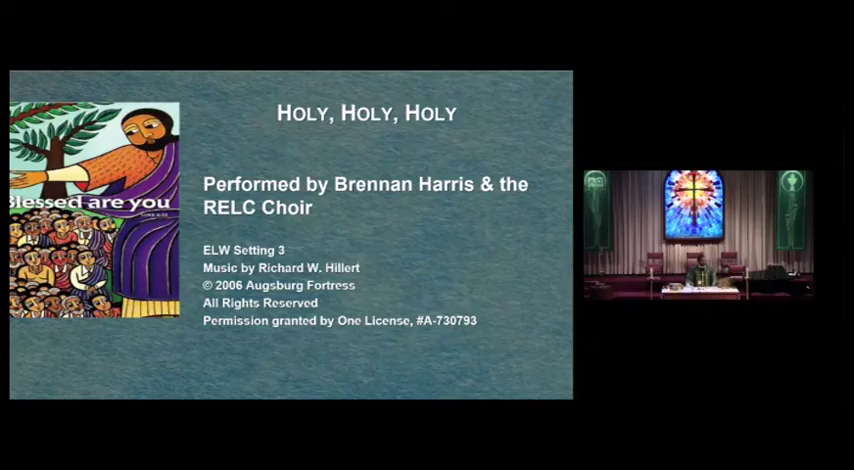 HOLY, HOLY, HOLY
Performed by Brennan Harris & the
RELC Choir
Blessed are you
ELW Setting 3
Music by Richard W. Hillert
© 2006 Augsburg Fortress
All Rights Reserved
Permission granted by One License, #A-730793